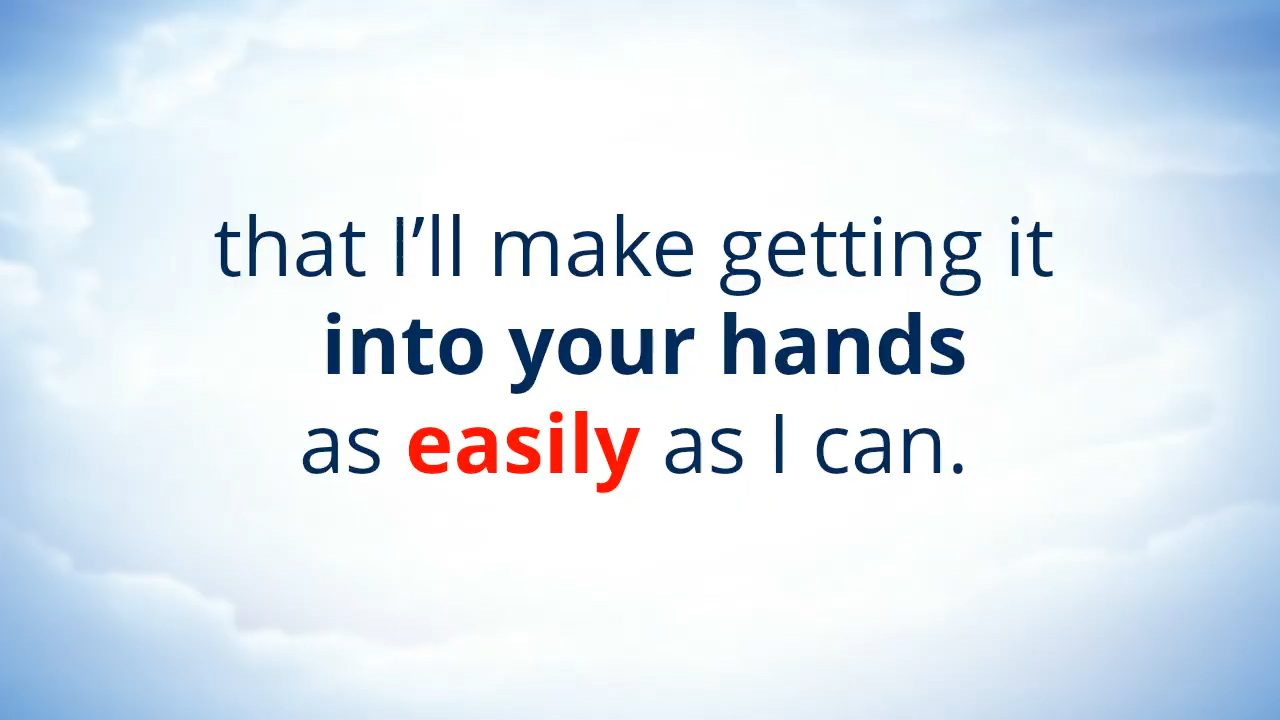 that I’ll make getting it
into your hands
as easily as I can.